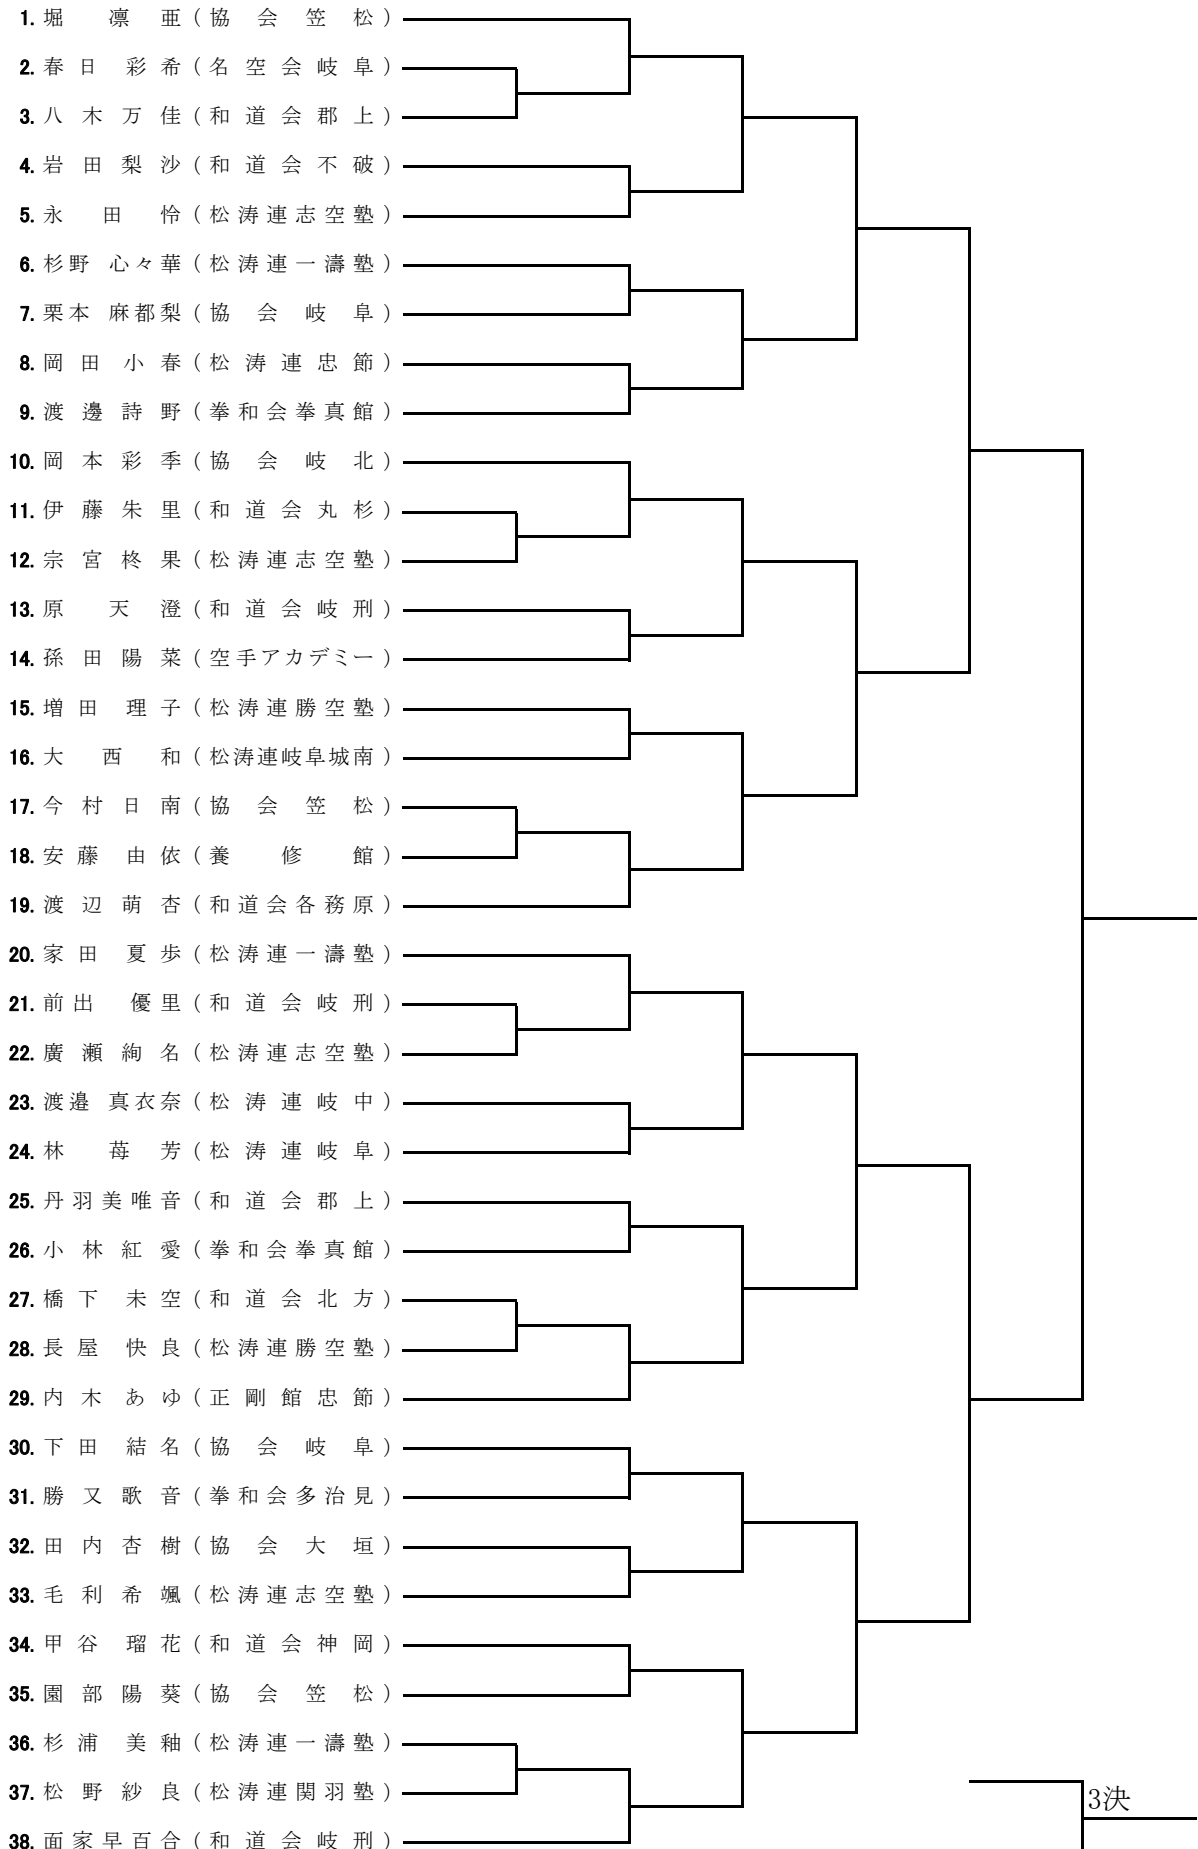 1. 堀 凛亜 (協会笠松)
2. 春日 彩希 (名空会岐阜)
3. 八木万佳 (和道会郡上)
4. 岩田梨沙 (和道会不破)
5. 永田怜 (松涛連志空塾)
6. 杉野 心々華 (松涛連一濤塾)
7. 栗本 麻都梨 (協会岐阜)
8. 岡田 小春 (松涛連忠節)
9. 渡邊詩野 (拳和会拳真館)
10. 岡本彩季 (協会岐北)
11. 伊藤朱里 (和道会丸杉)
12. 宗宮柊果 (松涛連志空塾)
13. 原 天澄 (和道会岐刑)
14. 孫田陽菜 (空手アカデミー)
15. 増田 理子 (松涛連勝空塾)
16. 大西和 (松涛連岐阜城南)
17. 今村日南 (協会笠松)
18. 安藤 由依 (養修館)
19. 渡辺萌杏 (和道会各務原)
20. 家田 夏歩 (松涛連一濤塾)
21. 前出 優里 (和道会岐刑)
22. 廣瀬絢名 (松涛連志空塾)
23. 渡邉 真衣奈 (松涛連岐中)
24. 林 苺芳 (松涛連岐阜)
25. 丹羽美唯音 (和道会郡上)
26. 小林紅愛 (拳和会拳真館)
27. 橋下 未空 (和道会北方)
28. 長屋 快良 (松涛連勝空塾)
29. 内木あゆ (正剛館忠節)
30. 下田 結名 (協会岐阜)
31. 勝又歌音 (拳和会多治見)
32. 田内杏樹 (協会大垣)
33. 毛利希颯 (松涛連志空塾)
34. 甲谷 瑠花 (和道会神岡)
35. 園部陽葵 (協会笠松)
36. 杉浦 美釉 (松涛連一濤塾)
37. 松野紗良 (松涛連関羽塾)
3決
38. 面家早百合 (和道会岐刑)